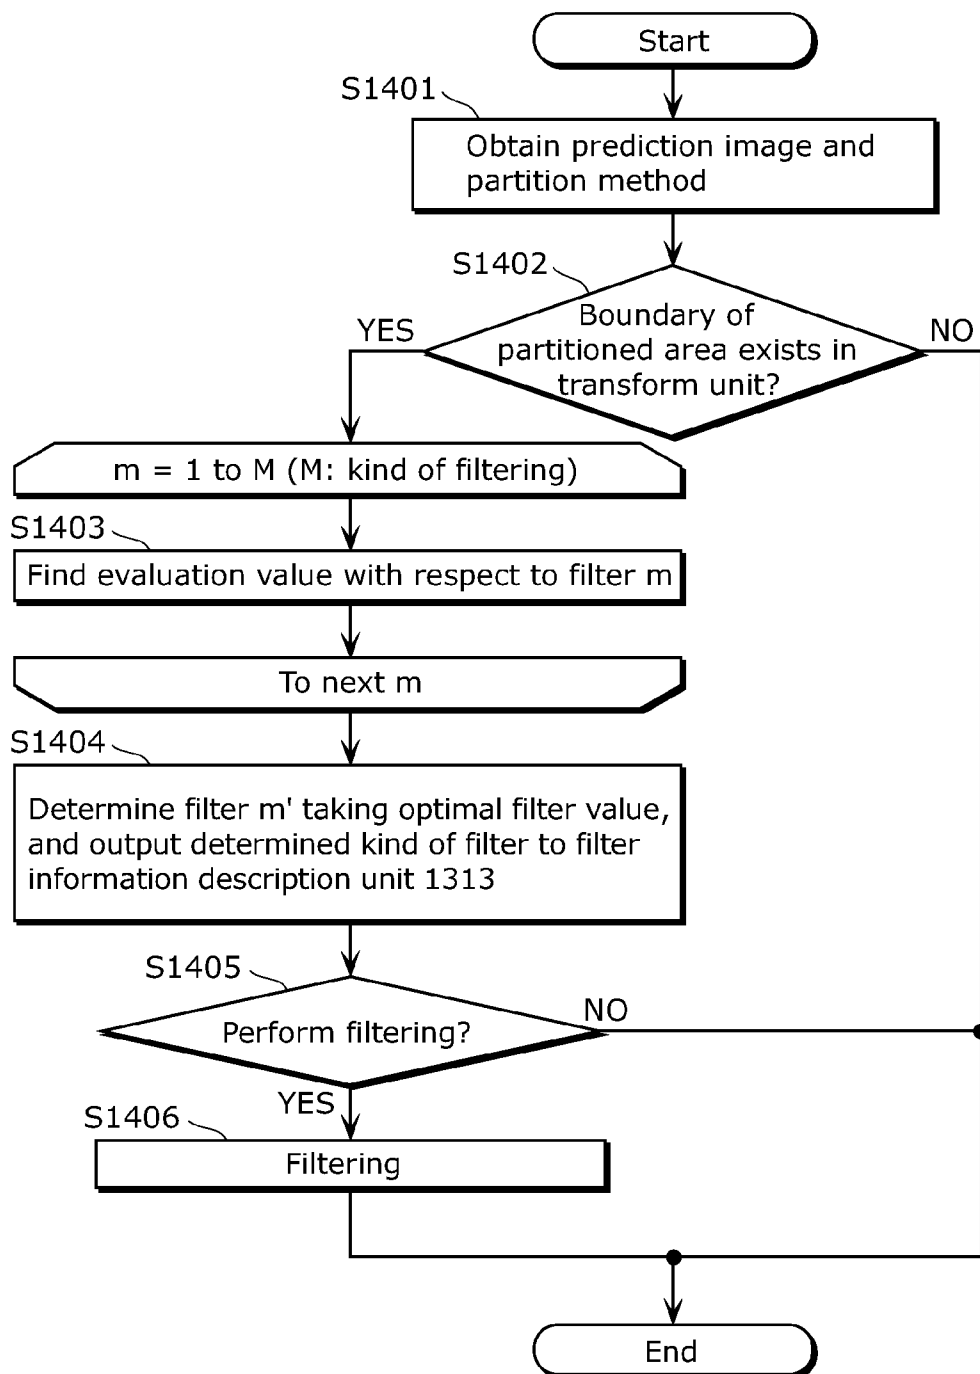 Start
S1401
Obtain prediction image and
partition method
S1402
Boundary of
partitioned area exists in
transform unit?
YES
NO
m = 1 to M (M: kind of filtering)
S1403
Find evaluation value with respect to filter m
To next m
S1404
Determine filter m' taking optimal filter value,
and output determined kind of filter to filter
information description unit 1313
S1405
Perform filtering?
NO
YES
S1406
Filtering
End